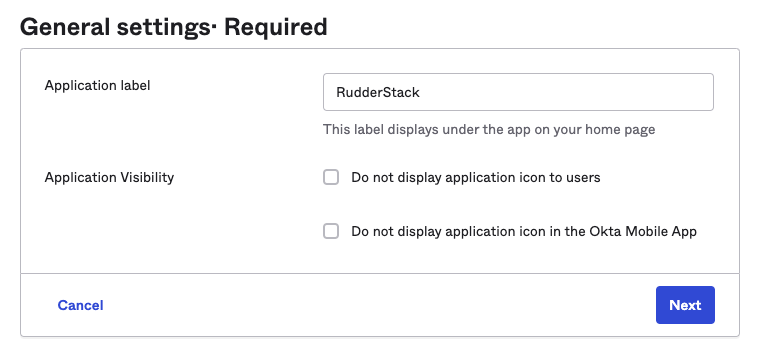 General settings· Required
Application label
RudderStack
This label displays under the app on your home page
Application Visibility
Do not display application icon to users
Do not display application icon in the Okta Mobile App
Cancel
Next